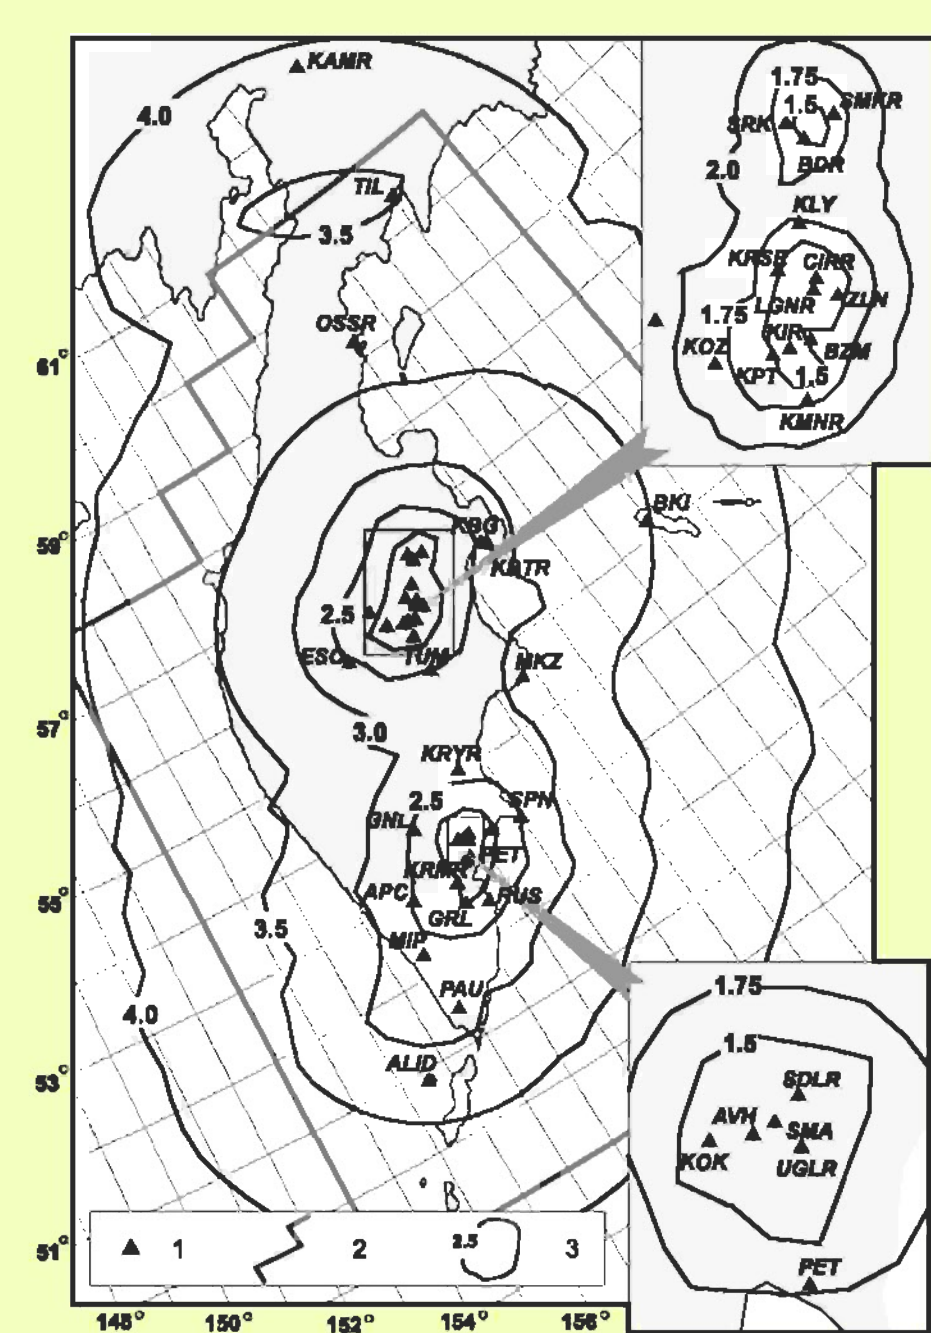 KAMR
4.0
TIL
3.5
OSSR
61°
BKI
KBG
59°
2.5
TUM
MKZ
57°
3.0
KRYR
2.5
SPN
GNL
PET
KRMR
55°
APC
RUS
GRL
3.5
MIP
PAU
4.0
ALID
53°
51°
1
2
2.5
3
148°
150°
152°
154°
156°
1.75
1.5
SMKR
SRK
BDR
2.0
KLY
KRSR
CIRR
ZLN
LGNR
1.75
KIR
KOZ
BZM
KPT
1.5
KMNR
1.75
1.5
SDLR
AVH
SMA
KOK
UGLR
PET